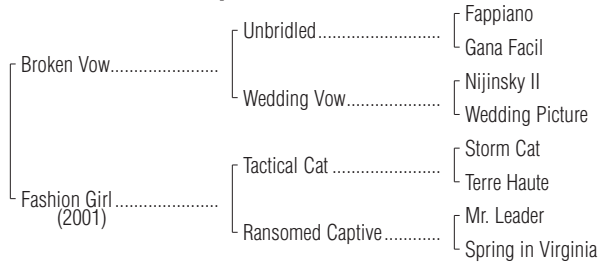 Fappiano
Unbridled
Gana Facil
Broken Vow
Nijinsky II
Wedding Vow
Wedding Picture
Storm Cat
Tactical Cat
Terre Haute
Fashion Girl
(2001)
Mr. Leader
Ransomed Captive
Spring in Virginia